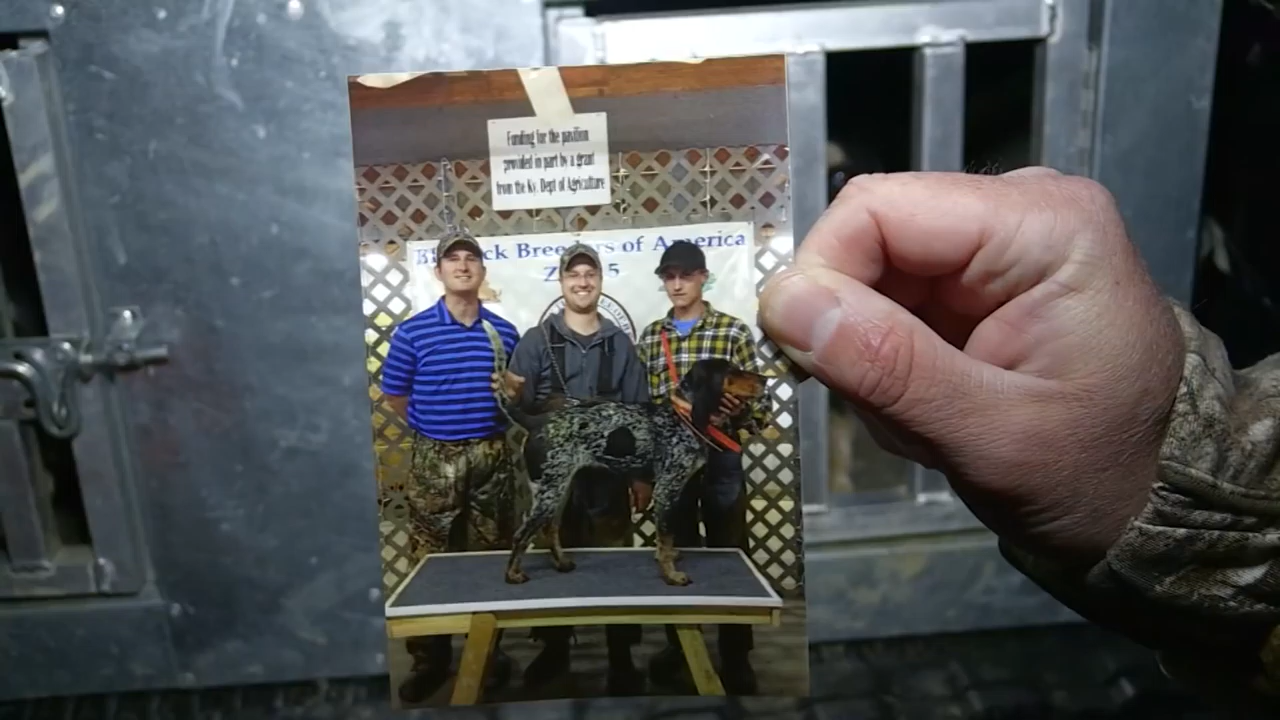 Funding for the pavilion
provided in part by a grant
from the Ky. Dept of Agriculture
Breeders of America